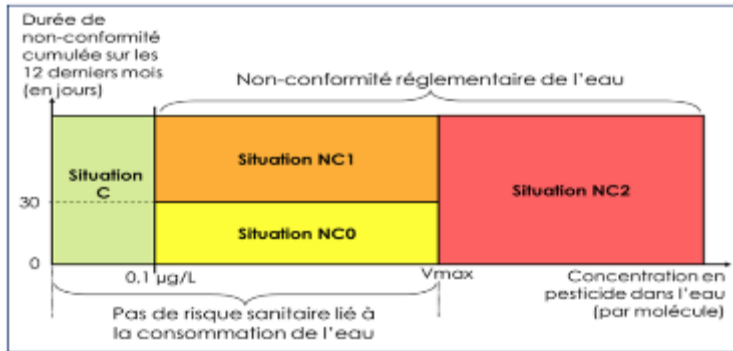 Durée de
non-conformité
cumulée sur les
12 derniers mois
(en jours)
Non-conformité réglementaire de l'eau
Situation
C
Situation NC1
Situation NC2
30
Situation NC0
0
0,1 µg/L
Vmax
Concentration en
pesticide dans l'eau
(par molécule)
Pas de risque sanitaire lié à
la consommation de l'eau